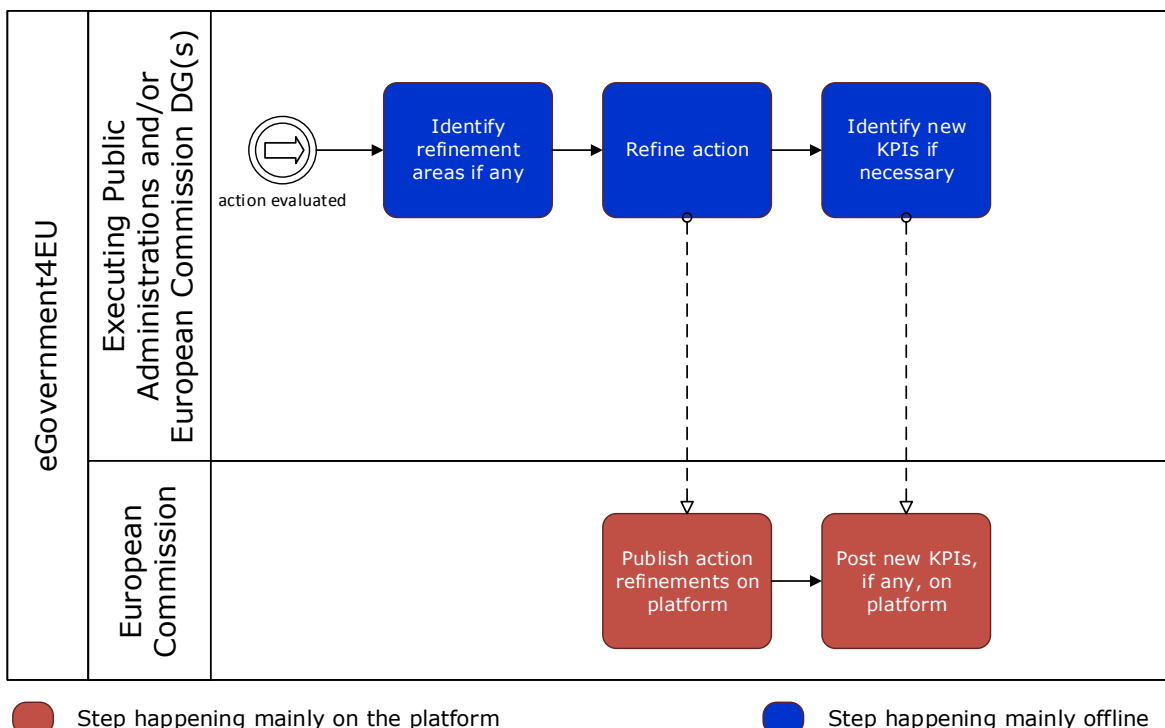 eGovernment4EU
Executing Public
Administrations and/or
European Commission DG(s)
action evaluated
Identify
refinement
areas if any
Refine action
Identify new
KPIs if
necessary
European
Commission
Publish action
refinements on
platform
Post new KPIs,
if any, on
platform
Step happening mainly on the platform
Step happening mainly offline